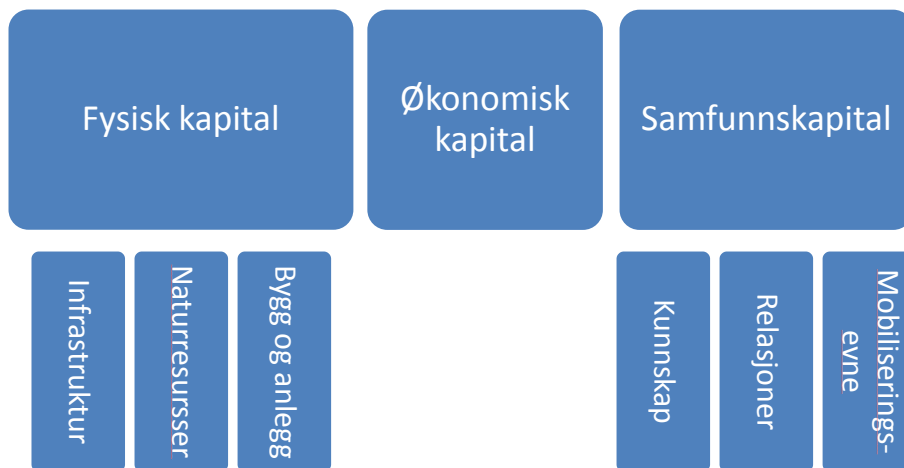 Fysisk kapital
Økonomisk
kapital
Samfunnskapital
Infrastruktur
Naturresursser
Bygg og anlegg
Kunnskap
Relasjoner
Mobiliserings-
evne